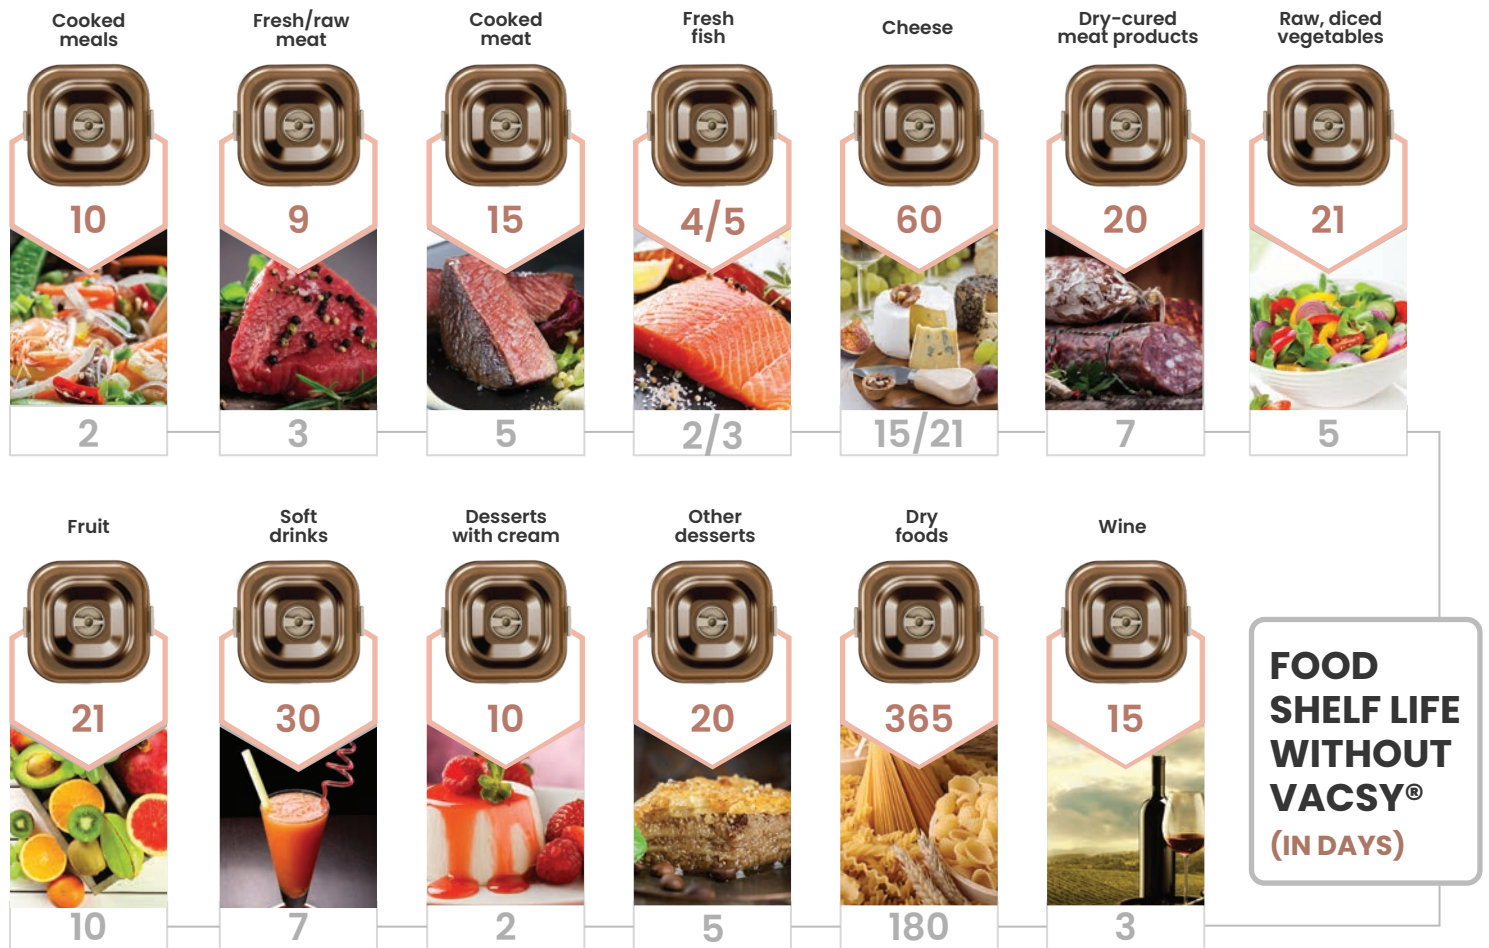 Cooked
meals
Fresh/raw
meat
Cooked
meat
Fresh
fish
Cheese
Dry-cured
meat products
Raw, diced
vegetables
10
9
15
4/5
60
20
21
2
3
5
2/3
15/21
7
5
Fruit
Soft
drinks
Desserts
with cream
Other
desserts
Dry
foods
Wine
21
30
10
20
365
15
10
7
2
5
180
3
FOOD
SHELF LIFE
WITHOUT
VACSY®
(IN DAYS)